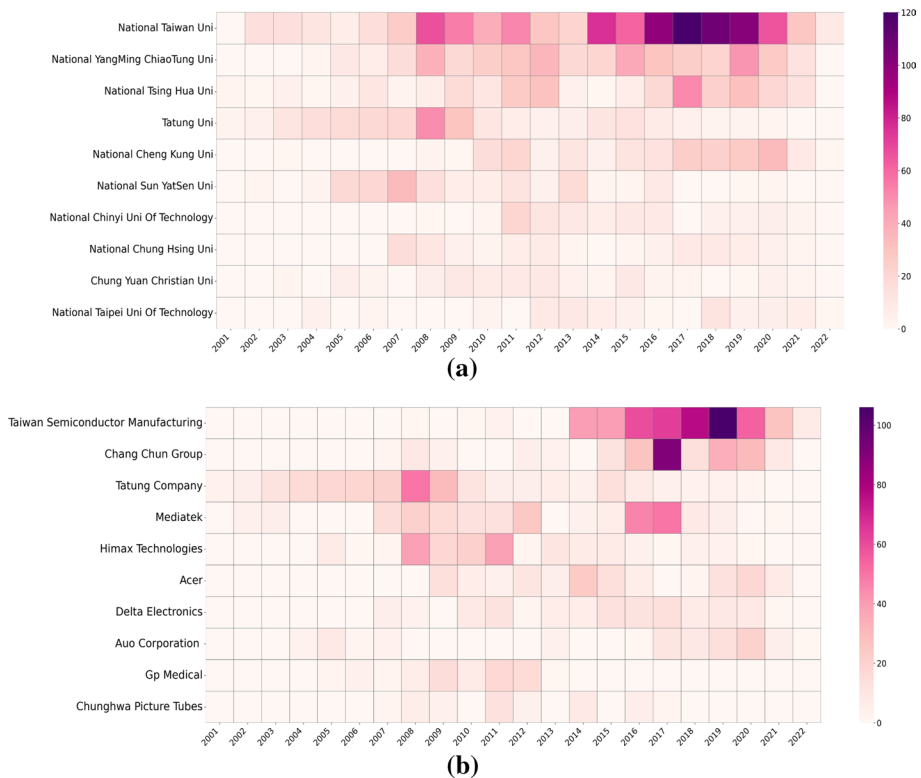 National Taiwan Uni
National YangMing ChiaoTung Uni
National Tsing Hua Uni
Tatung Uni
National Cheng Kung Uni
National Sun YatSen Uni
National Chinyi Uni Of Technology
National Chung Hsing Uni
Chung Yuan Christian Uni
National Taipei Uni Of Technology
2001 2002 2003 2004 2005 2006 2007 2008 2009 2010 2011 2012 2013 2014 2015 2016 2017 2018 2019 2020 2021 2022
120
100
80
60
40
20
0
(a)
Taiwan Semiconductor Manufacturing
Chang Chun Group
Tatung Company
Mediatek
Himax Technologies
Acer
Delta Electronics
Auo Corporation
Gp Medical
Chunghwa Picture Tubes
2001 2002 2003 2004 2005 2006 2007 2008 2009 2010 2011 2012 2013 2014 2015 2016 2017 2018 2019 2020 2021 2022
100
80
60
40
20
0
(b)